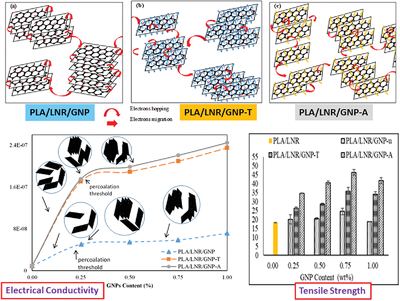 (a)
(b)
(c)
PLA/LNR/GNP
PLA/LNR/GNP-T
PLA/LNR/GNP-A
Electrons hopping
Electrons migration
2.4E-07
1.6E-07
8E-08
0
percoalation
threshold
percoalation
threshold
PLA/LNR/GNP
PLA/LNR/GNP-T
PLA/LNR/GNP-A
0.00 0.25 0.50 0.75 1.00
GNPs Content (%)
Electrical Conductivity
PLA/LNR
PLA/LNR/GNP-u
PLA/LNR/GNP-T
PLA/LNR/GNP-A
50
45
40
35
30
25
20
15
10
5
0
0.00 0.25 0.50 0.75 1.00
GNP Content (wt%)
Tensile Strength